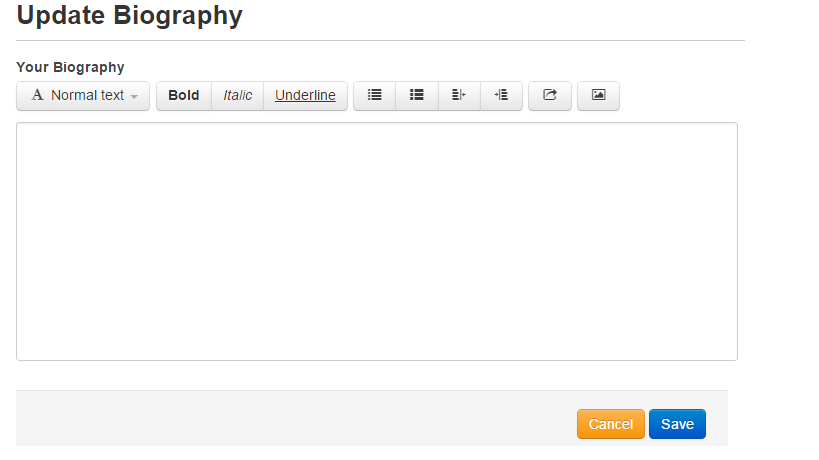 Update Biography
Your Biography
A Normal text Bold Italic Underline
Cancel Save